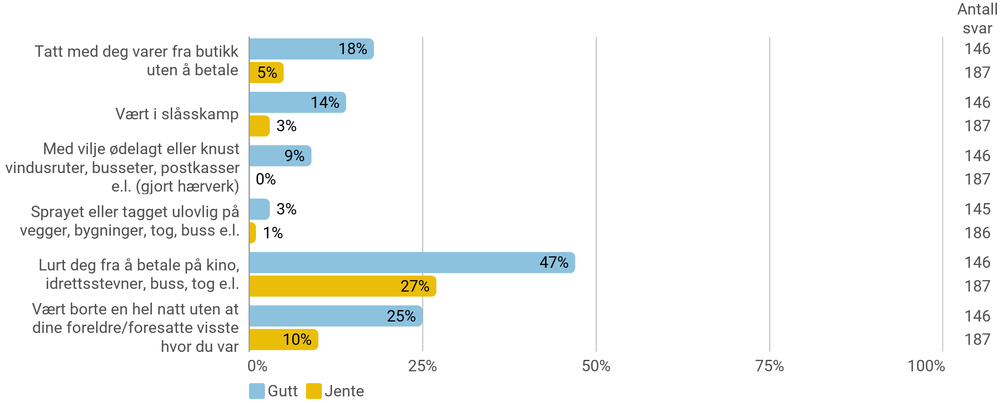 Antall
svar
Tatt med deg varer fra butikk
uten å betale
18%
146
5%
187
Vært i slåsskamp
14%
146
3%
187
Med vilje ødelagt eller knust
vindusruter, busseter, postkasser
e.l. (gjort hærverk)
9%
146
0%
187
Sprayet eller tagget ulovlig på
vegger, bygninger, tog, buss e.l.
3%
145
1%
186
Lurt deg fra å betale på kino,
idrettsstevner, buss, tog e.l.
47%
146
27%
187
Vært borte en hel natt uten at
dine foreldre/foresatte visste
hvor du var
25%
146
10%
187
0% 25% 50% 75% 100%
Gutt Jente